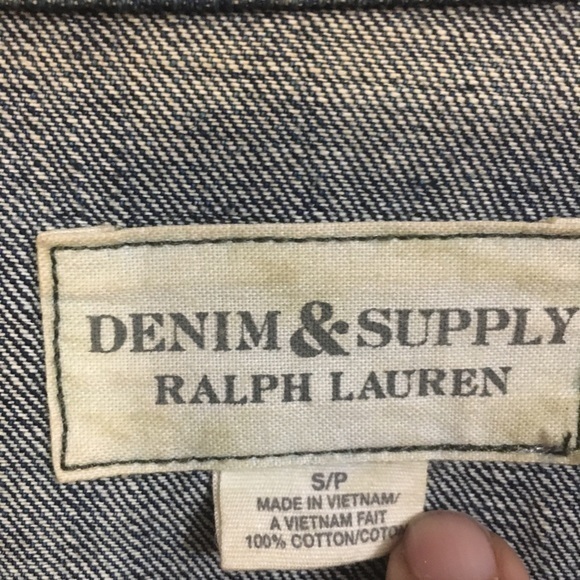 DENIM & SUPPLY
RALPH LAUREN
S/P
MADE IN VIETNAM/
A VIETNAM FAIT
100% COTTON/COTO